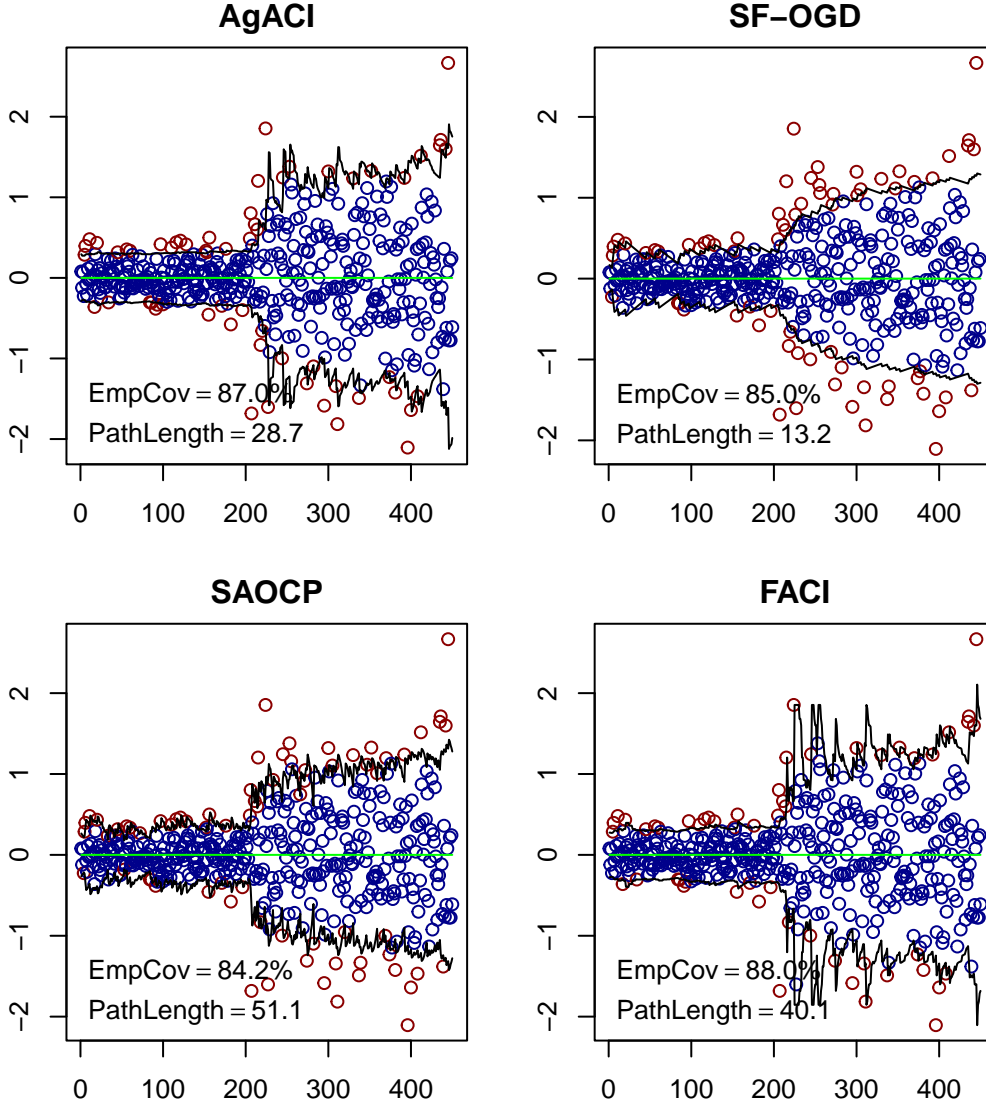 AgACI
SF−OGD
2
1
0
−1
−2
EmpCov = 87.0%
PathLength = 28.7
0 100 200 300 400
2
1
0
−1
−2
EmpCov = 85.0%
PathLength = 13.2
0 100 200 300 400
SAOCP
FACI
2
1
0
−1
−2
EmpCov = 84.2%
PathLength = 51.1
0 100 200 300 400
2
1
0
−1
−2
EmpCov = 88.0%
PathLength = 40.1
0 100 200 300 400